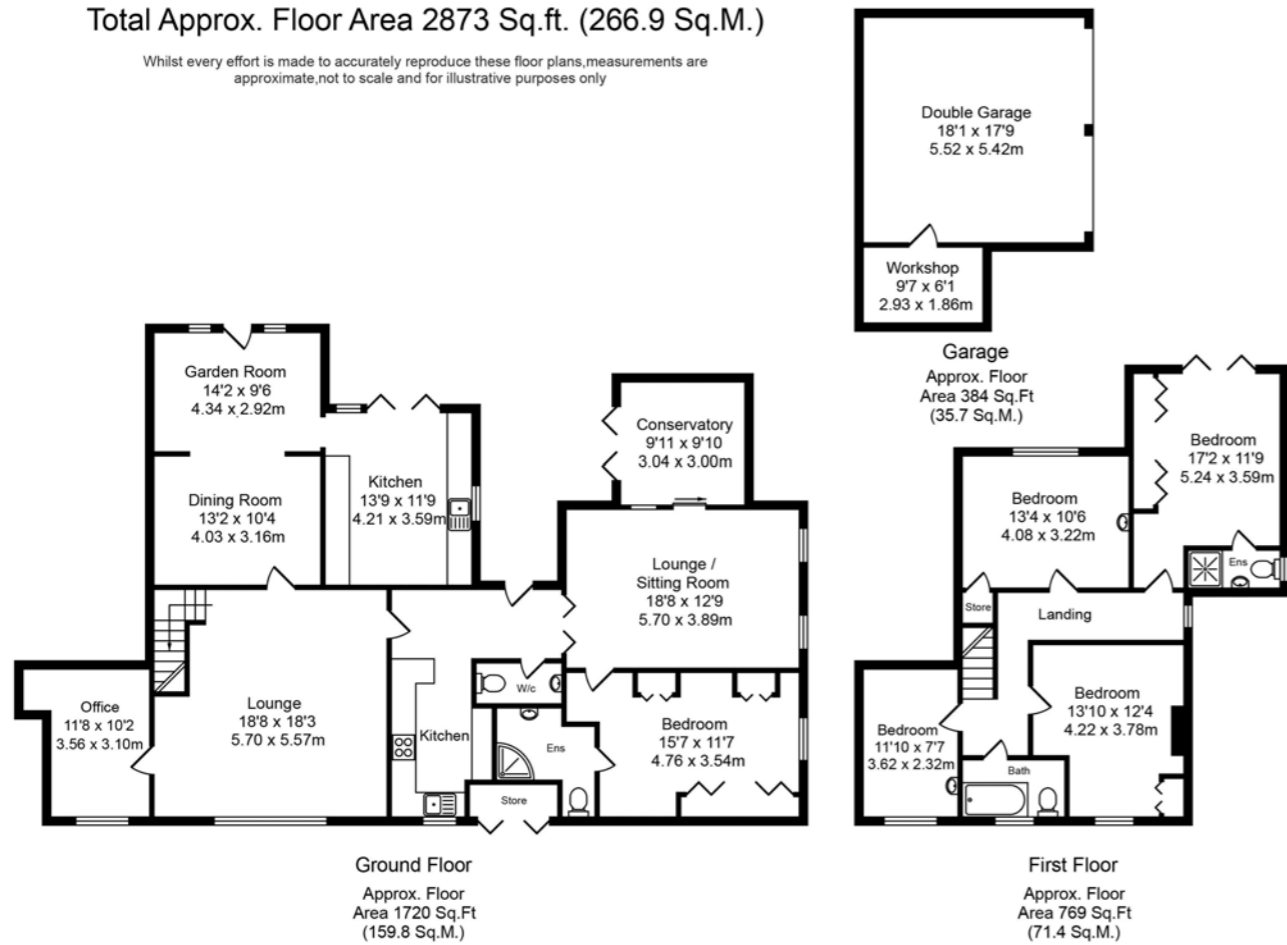 Total Approx. Floor Area 2873 Sq.ft. (266.9 Sq.M.)
Whilst every effort is made to accurately reproduce these floor plans,measurements are
approximate,not to scale and for illustrative purposes only
Double Garage
18'1 x 17'9
5.52 x 5.42m
Workshop
9'7 x 6'1
2.93 x 1.86m
Garage
Approx. Floor
Area 384 Sq.Ft
(35.7 Sq.M.)
Garden Room
14'2 x 9'6
4.34 x 2.92m
Dining Room
13'2 x 10'4
4.03 x 3.16m
Kitchen
13'9 x 11'9
4.21 x 3.59m
Conservatory
9'11 x 9'10
3.04 x 3.00m
Lounge /
Sitting Room
18'8 x 12'9
5.70 x 3.89m
Office
11'8 x 10'2
3.56 x 3.10m
Lounge
18'8 x 18'3
5.70 x 5.57m
Kitchen
W/c
Ens
Store
Bedroom
15'7 x 11'7
4.76 x 3.54m
Ground Floor
Approx. Floor
Area 1720 Sq.Ft
(159.8 Sq.M.)
Bedroom
17'2 x 11'9
5.24 x 3.59m
Bedroom
13'4 x 10'6
4.08 x 3.22m
Ens
Store
Landing
Bedroom
13'10 x 12'4
4.22 x 3.78m
Bedroom
11'10 x 7'7
3.62 x 2.32m
Bath
First Floor
Approx. Floor
Area 769 Sq.Ft
(71.4 Sq.M.)